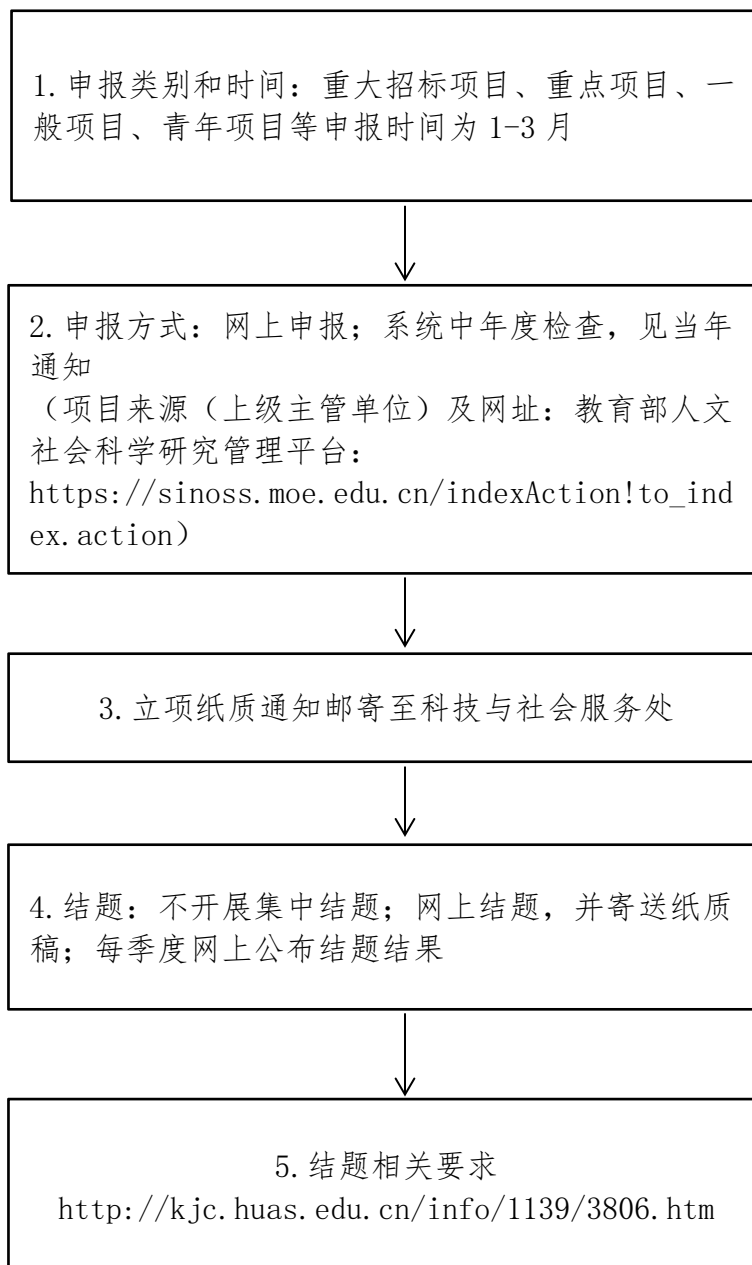 1.申报类别和时间：重大招标项目、重点项目、一
般项目、青年项目等申报时间为1-3月
2.申报方式：网上申报；系统中年度检查，见当年
通知
（项目来源（上级主管单位）及网址：教育部人文
社会科学研究管理平台：
https://sinoss.moe.edu.cn/indexAction!to_ind
ex.action）
3.立项纸质通知邮寄至科技与社会服务处
4.结题：不开展集中结题；网上结题，并寄送纸质
稿；每季度网上公布结题结果
5.结题相关要求
http://kjc.huas.edu.cn/info/1139/3806.htm